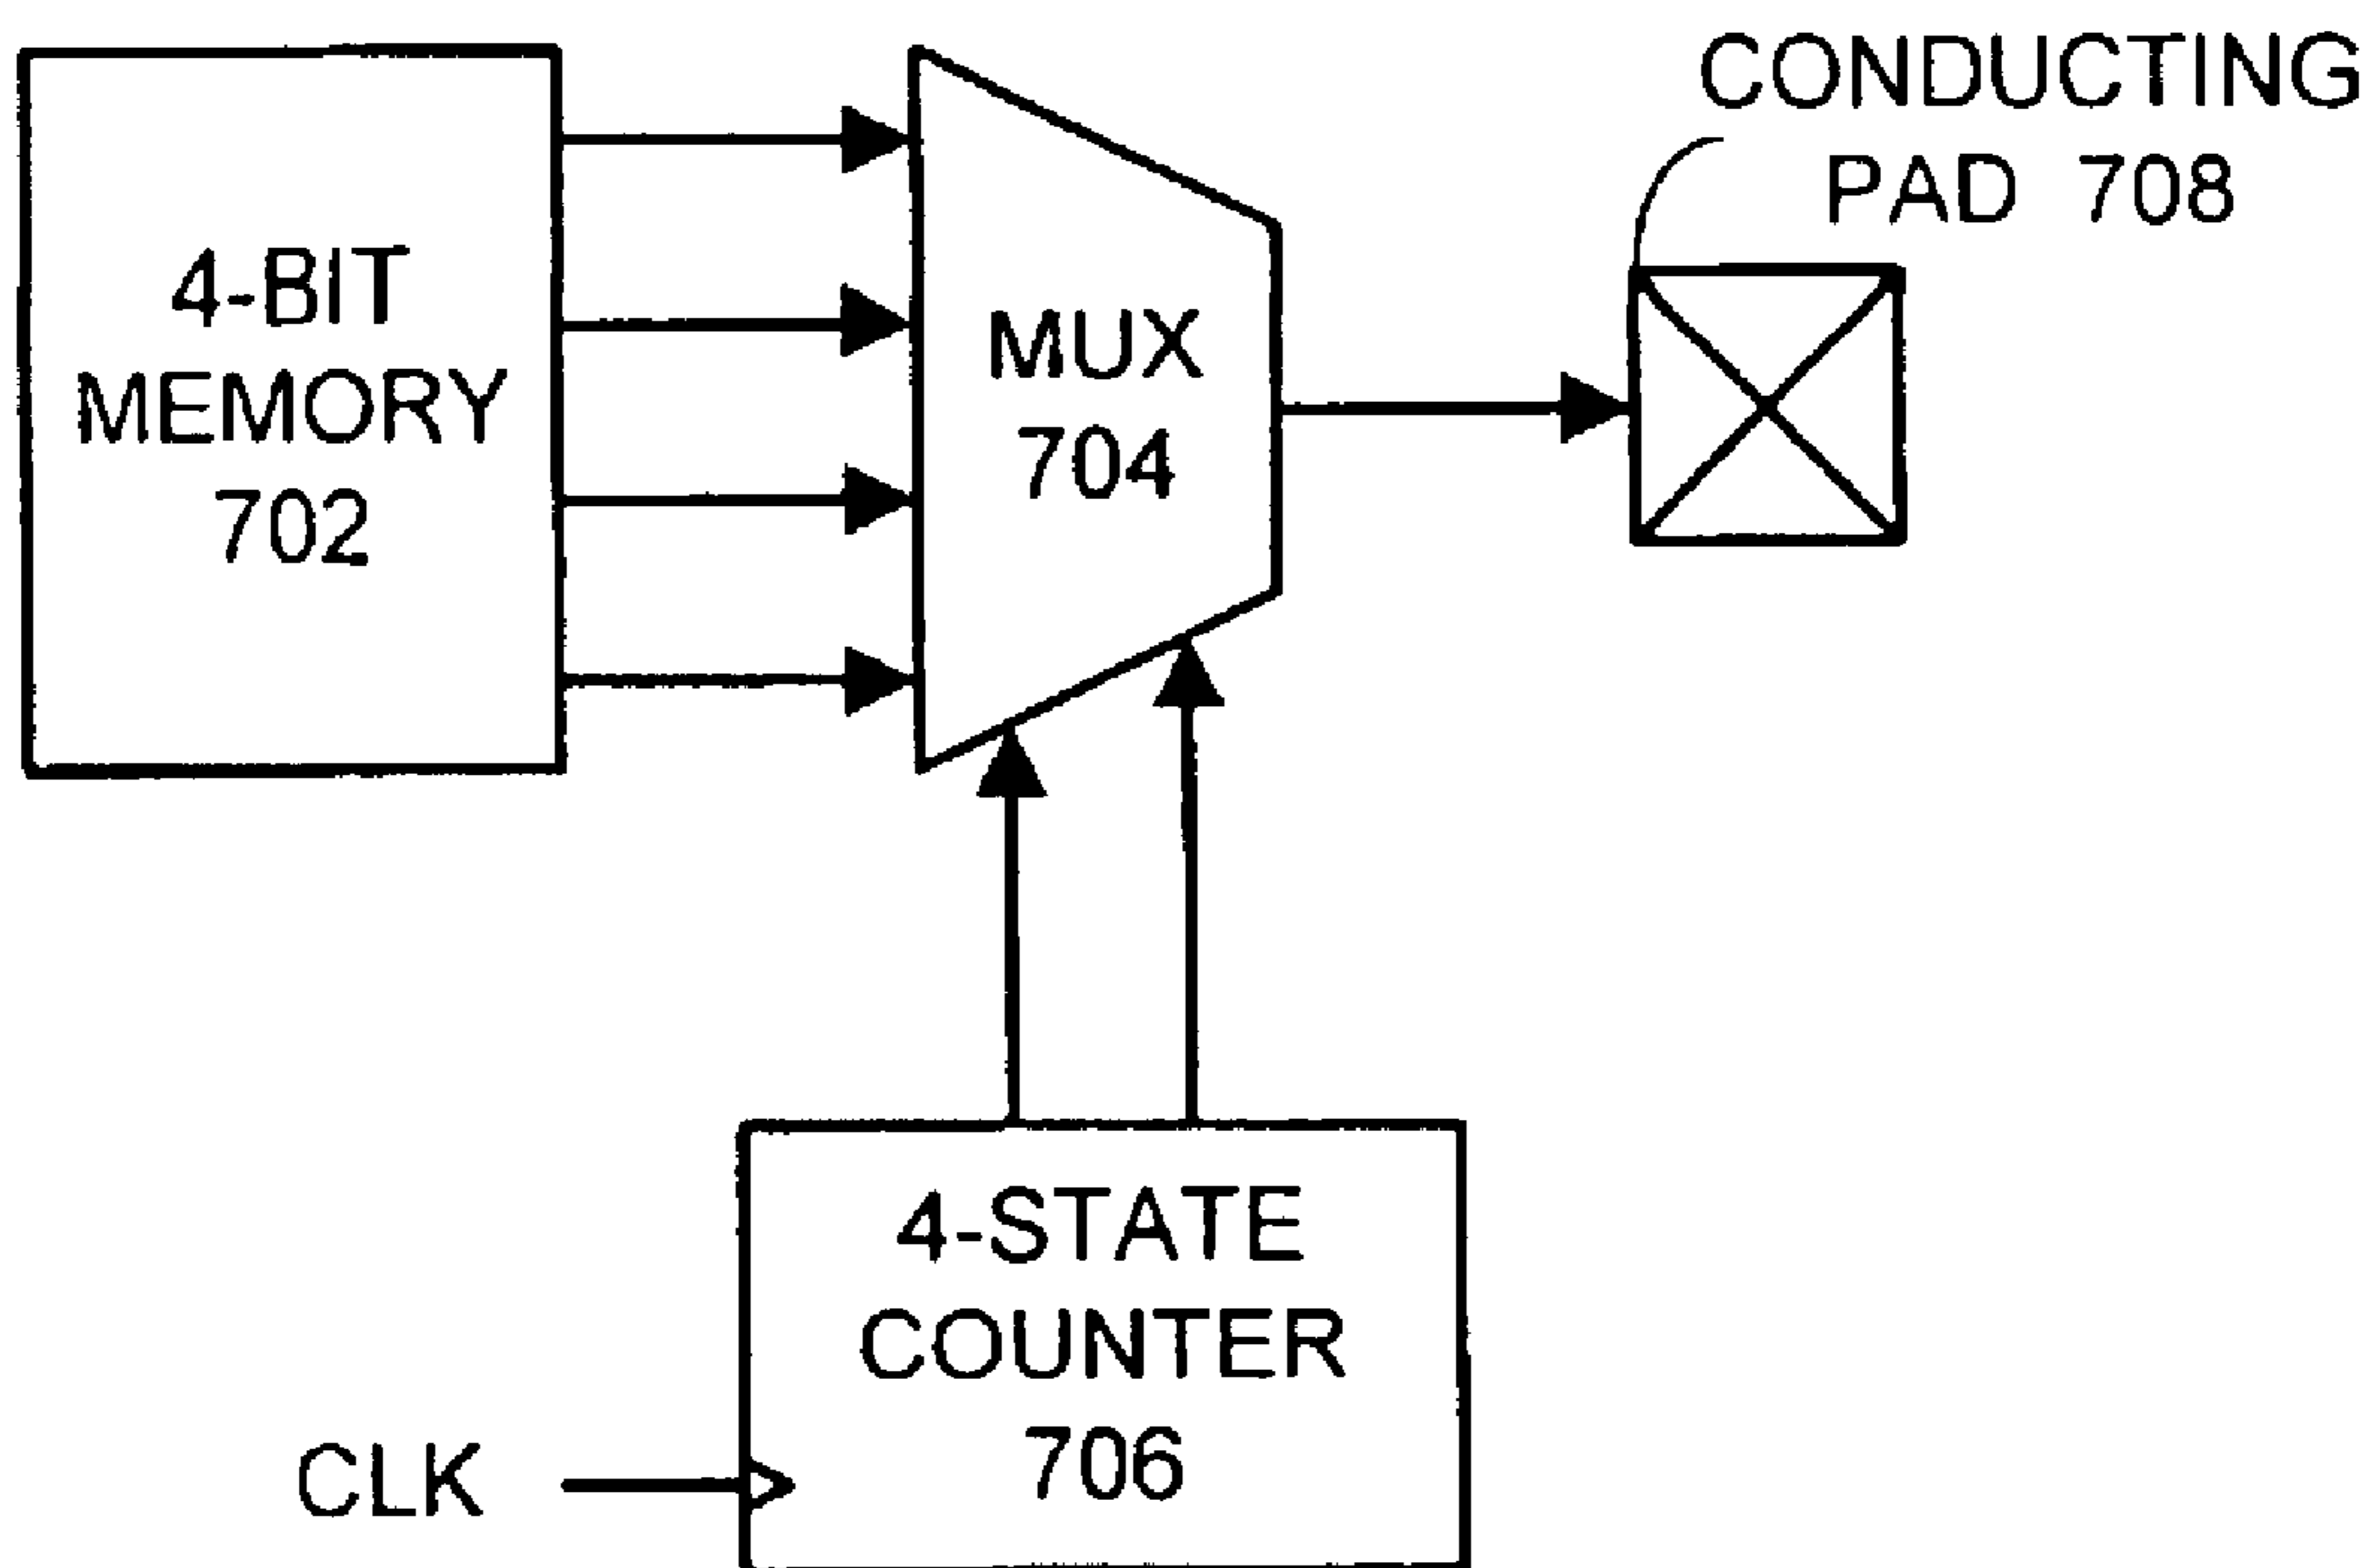 CONDUCTING
PAD 708
4-BIT
MEMORY
702
MUX
704
4-STATE
COUNTER
706
CLK